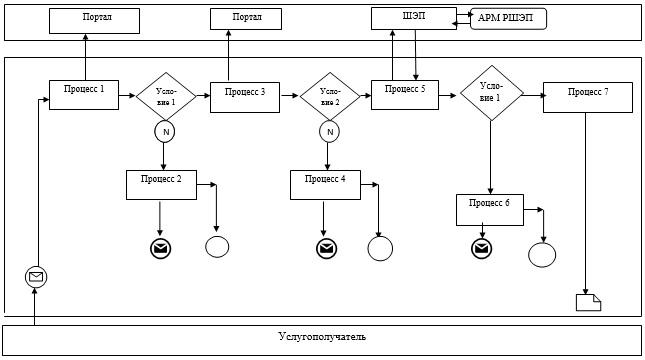 Портал
Портал
ШЭП
АРМ РШЭП
Процесс 1
Усло-
вие 1
Процесс 3
Усло-
вие 2
Процесс 5
Усло-
вие 1
Процесс 7
N
N
Процесс 2
Процесс 4
Процесс 6
Услугополучатель